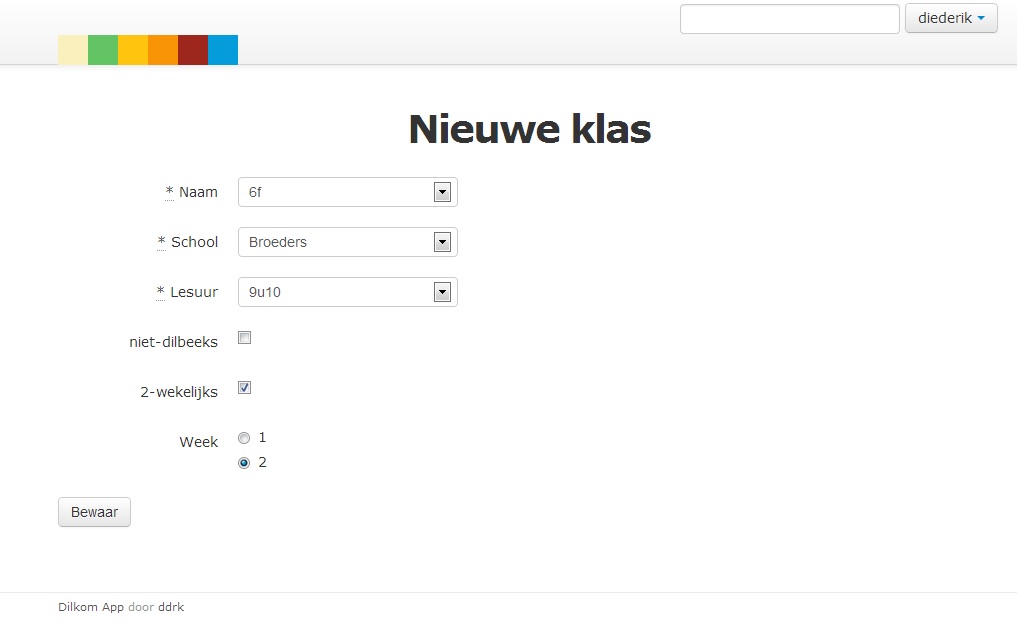 diederik
Nieuwe klas
* Naam 6f
* School Broeders
* Lesuur 9u10
niet-dilbeeks
2-wekelijks
Week 1
2
Bewaar
Dilkom App door ddrk